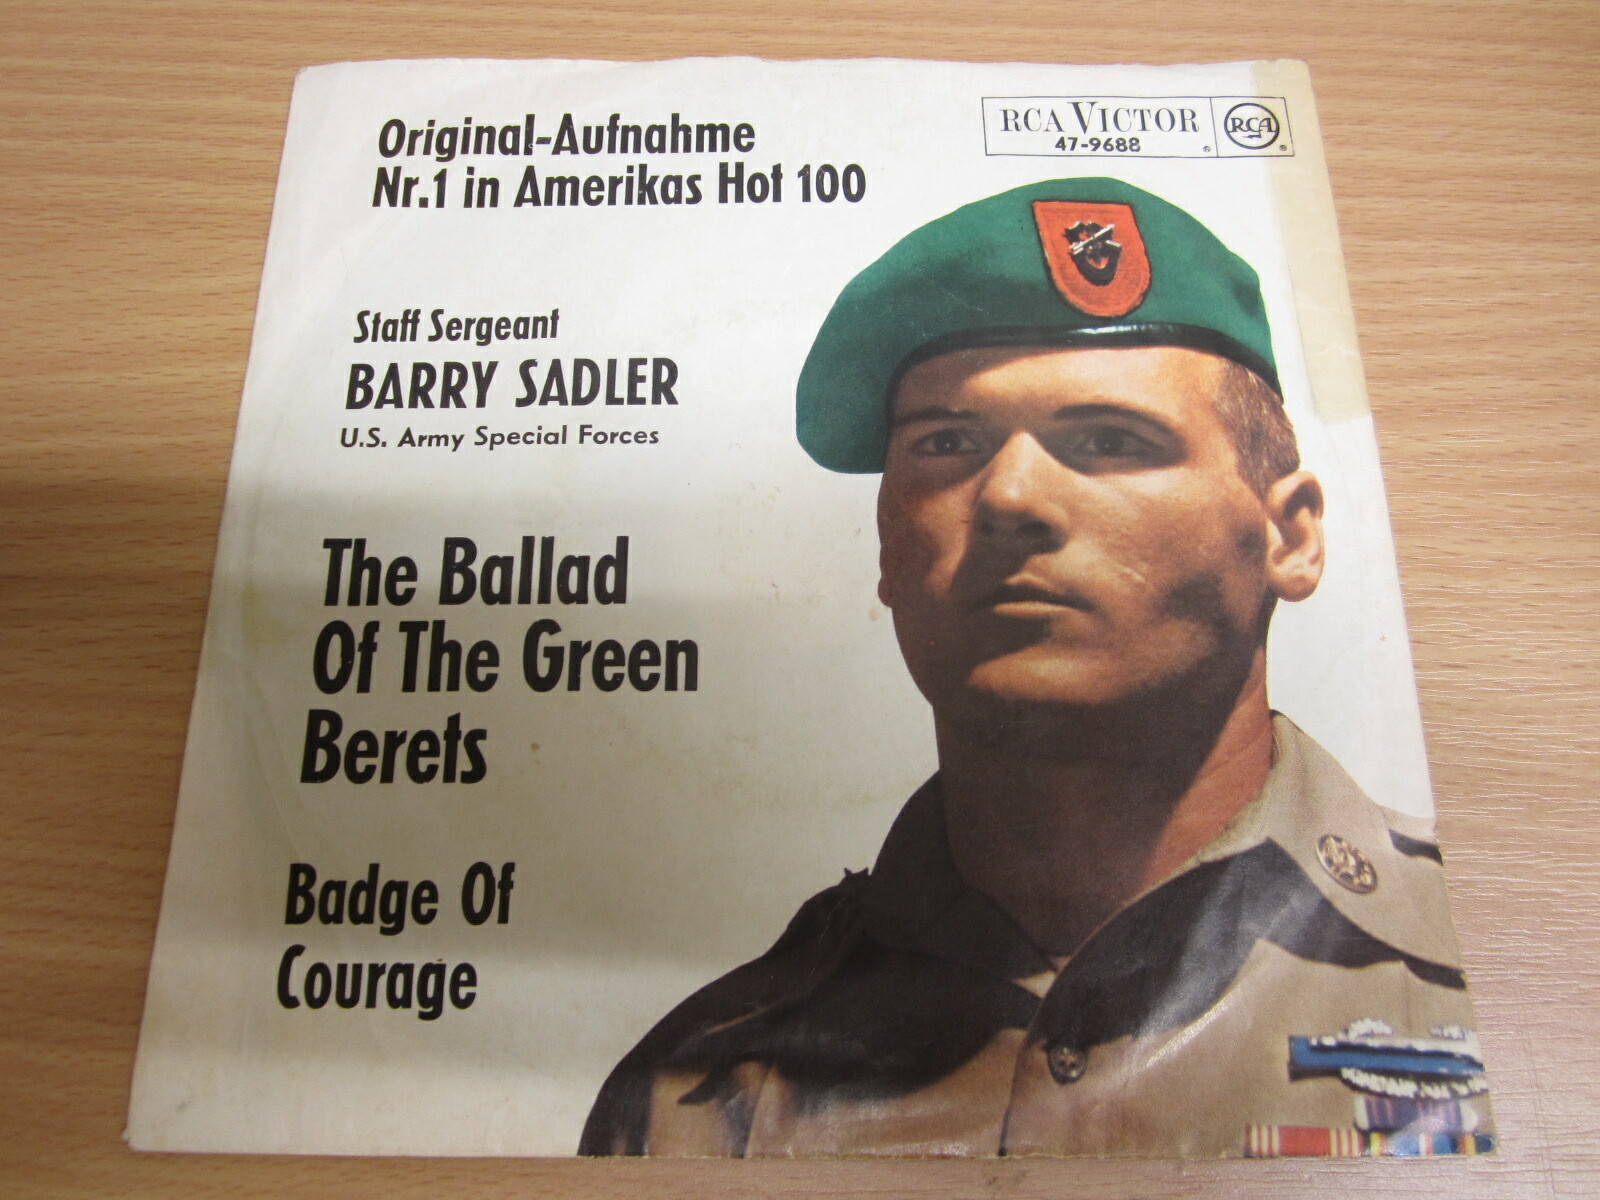 Original-Aufnahme
Nr.1 in Amerikas Hot 100
RCA VICTOR
47-9688
RCA
Staff Sergeant
BARRY SADLER
U.S. Army Special Forces
The Ballad
Of The Green
Berets
Badge Of
Courage